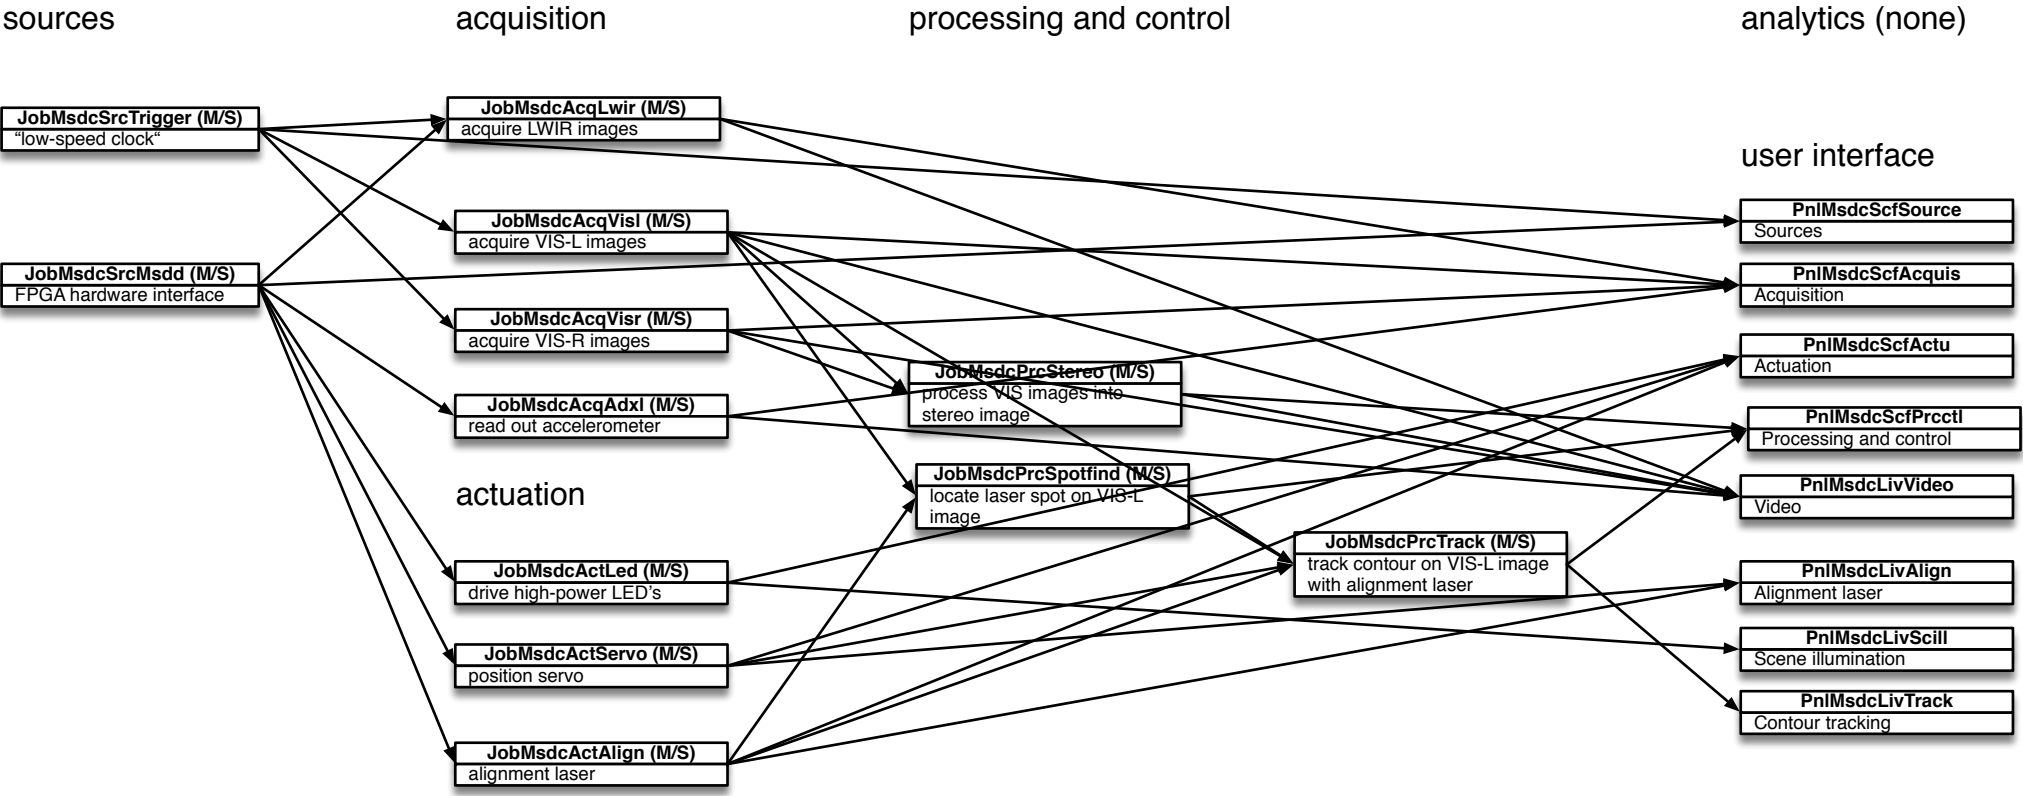 sources
acquisition
processing and control
analytics (none)
JobMsdcSrcTrigger (M/S)
“low-speed clock“
JobMsdcSrcMsdd (M/S)
FPGA hardware interface
JobMsdcAcqLwir (M/S)
acquire LWIR images
JobMsdcAcqVisl (M/S)
acquire VIS-L images
JobMsdcAcqVisr (M/S)
acquire VIS-R images
JobMsdcAcqAdxl (M/S)
read out accelerometer
actuation
JobMsdcActLed (M/S)
drive high-power LED’s
JobMsdcActServo (M/S)
position servo
JobMsdcActAlign (M/S)
alignment laser
JobMsdcPrcStereo (M/S)
process VIS images into
stereo image
JobMsdcPrcSpotfind (M/S)
locate laser spot on VIS-L
image
JobMsdcPrcTrack (M/S)
track contour on VIS-L image
with alignment laser
user interface
PnlMsdcScfSource
Sources
PnlMsdcScfAcquis
Acquisition
PnlMsdcScfActu
Actuation
PnlMsdcScfPrcctl
Processing and control
PnlMsdcLivVideo
Video
PnlMsdcLivAlign
Alignment laser
PnlMsdcLivScill
Scene illumination
PnlMsdcLivTrack
Contour tracking